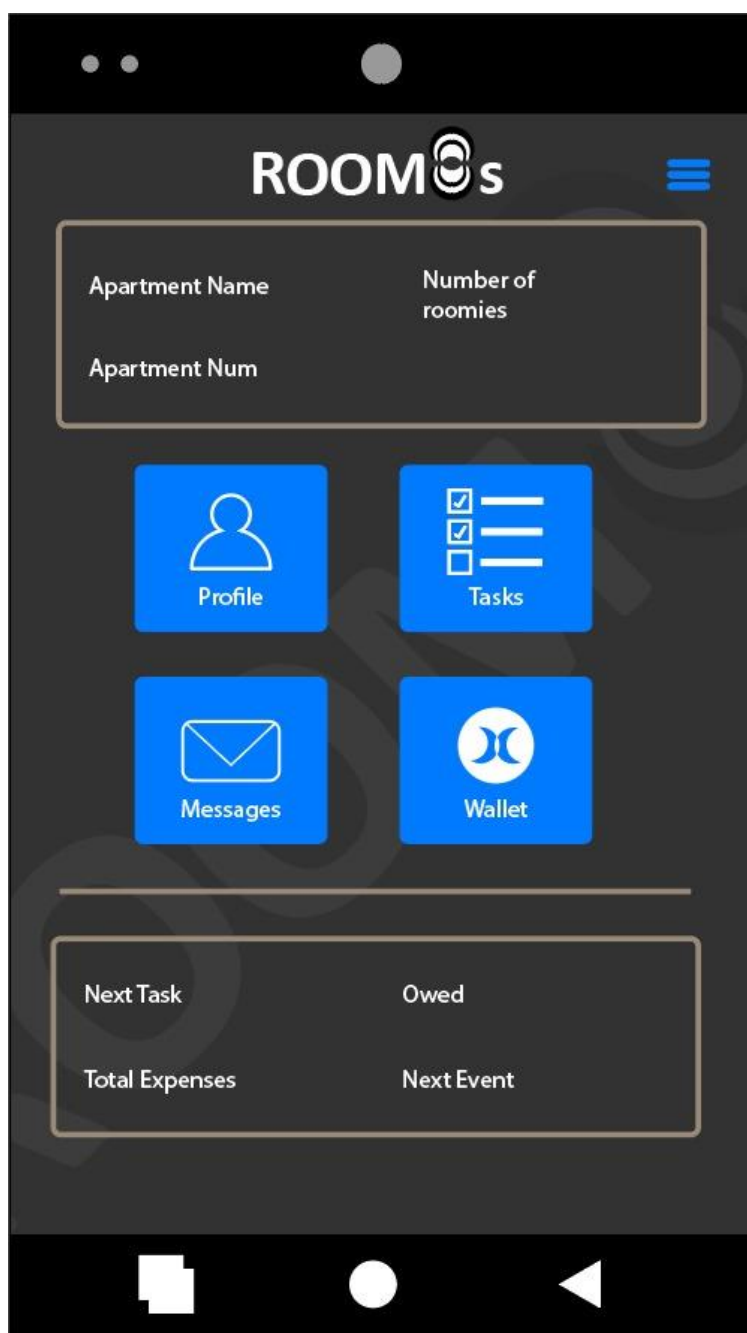 ROOM8s
Apartment Name
Number of
roomies
Apartment Num
Profile
Tasks
Messages
Wallet
Next Task
Owed
Total Expenses
Next Event